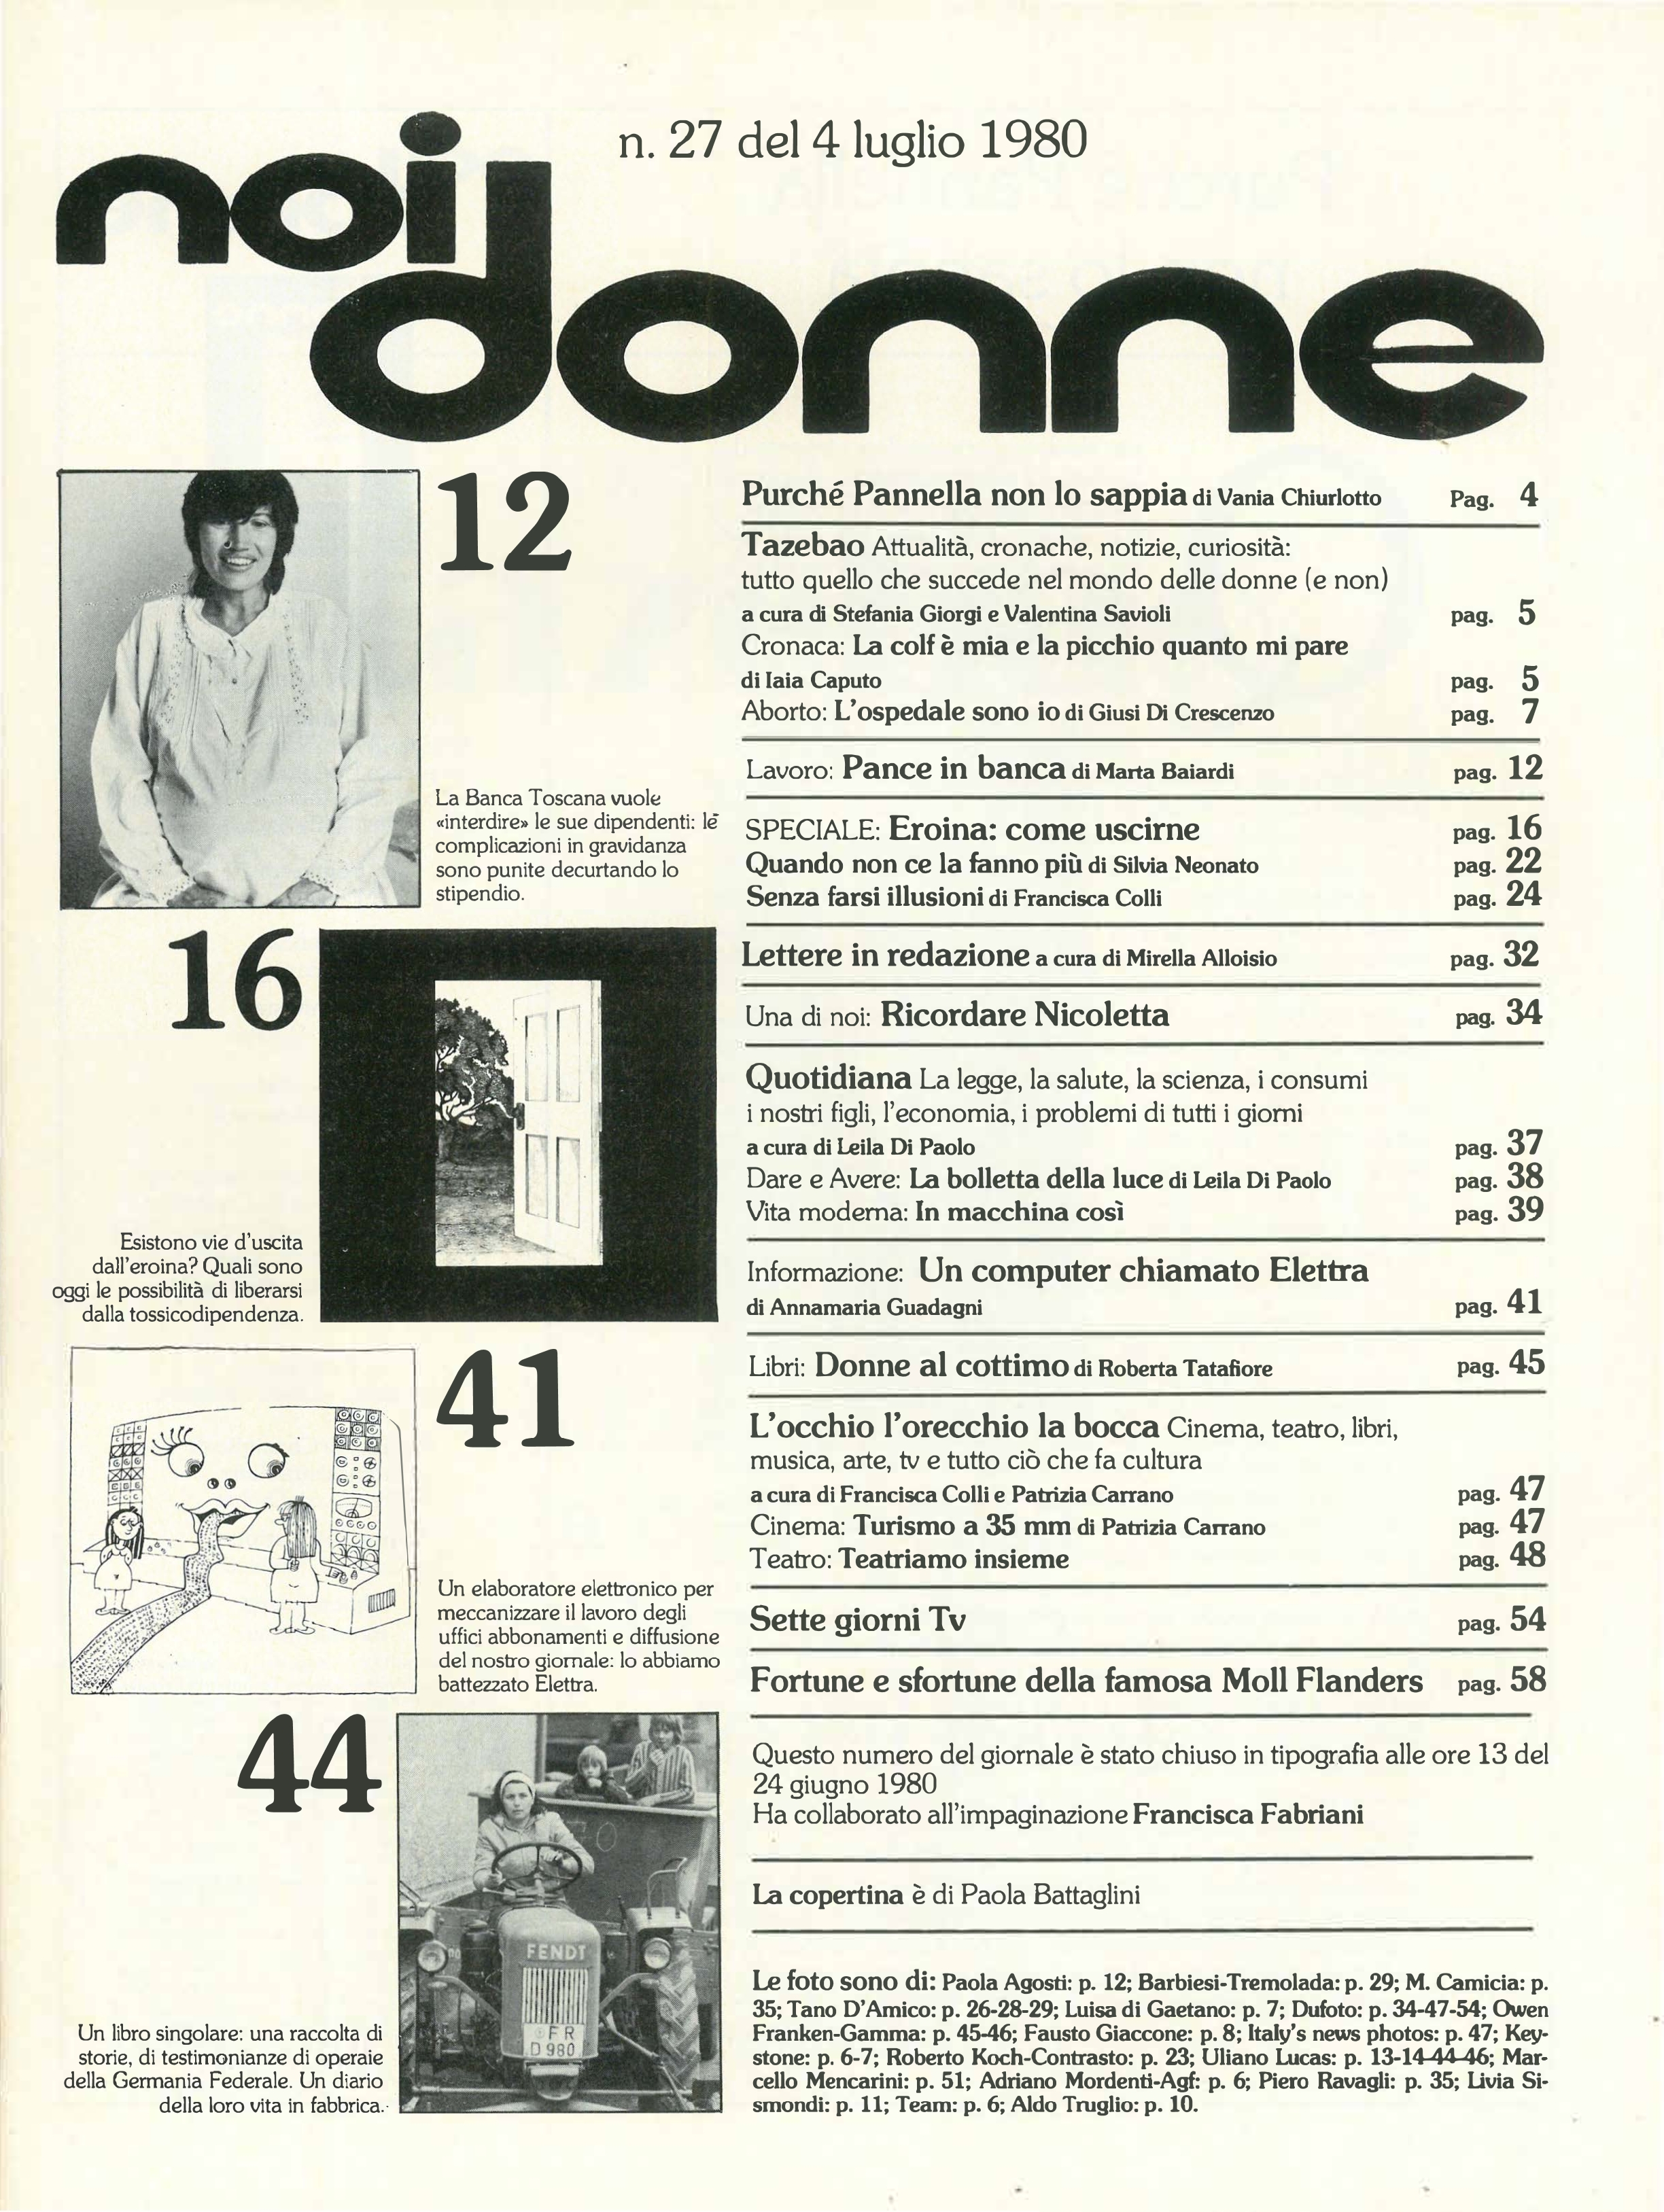 n. 27 del 4 luglio 1980
noi
donne
12
La Banca Toscana vuole
«interdire» le sue dipendenti: le
complicazioni in gravidanza
sono punite decurtando lo
stipendio.
16
Esistono vie d'uscita
dall'eroina? Quali sono
oggi le possibilità di liberarsi
dalla tossicodipendenza.
41
Un elaboratore elettronico per
meccanizzare il lavoro degli
uffici abbonamenti e diffusione
del nostro giornale: lo abbiamo
battezzato Elettra.
44
FENDT
FR
D 980
Un libro singolare: una raccolta di
storie, di testimonianze di operaie
della Germania Federale. Un diario
della loro vita in fabbrica.
Purché Pannella non lo sappia di Vania Chiurlotto Pag. 4
Tazebao Attualità, cronache, notizie, curiosità:
tutto quello che succede nel mondo delle donne (e non)
a cura di Stefania Giorgi e Valentina Savioli pag. 5
Cronaca: La colf è mia e la picchio quanto mi pare
di Iaia Caputo pag. 5
Aborto: L'ospedale sono io di Giusi Di Crescenzo pag. 7
Lavoro: Pance in banca di Marta Baiardi pag. 12
SPECIALE: Eroina: come uscirne pag. 16
Quando non ce la fanno più di Silvia Neonato pag. 22
Senza farsi illusioni di Francisca Colli pag. 24
Lettere in redazione a cura di Mirella Alloisio pag. 32
Una di noi: Ricordare Nicoletta pag. 34
Quotidiana La legge, la salute, la scienza, i consumi
i nostri figli, l'economia, i problemi di tutti i giorni
a cura di Leila Di Paolo pag. 37
Dare e Avere: La bolletta della luce di Leila Di Paolo pag. 38
Vita moderna: In macchina così pag. 39
Informazione: Un computer chiamato Elettra
di Annamaria Guadagni pag. 41
Libri: Donne al cottimo di Roberta Tatafiore pag. 45
L'occhio l'orecchio la bocca Cinema, teatro, libri,
musica, arte, tv e tutto ciò che fa cultura
a cura di Francisca Colli e Patrizia Carrano pag. 47
Cinema: Turismo a 35 mm di Patrizia Carrano pag. 47
Teatro: Teatriamo insieme pag. 48
Sette giorni Tv pag. 54
Fortune e sfortune della famosa Moll Flanders pag. 58
Questo numero del giornale è stato chiuso in tipografia alle ore 13 del
24 giugno 1980
Ha collaborato all'impaginazione Francisca Fabriani
La copertina è di Paola Battaglini
Le foto sono di: Paola Agosti: p. 12; Barbiesi-Tremolada: p. 29; M. Camicia: p.
35; Tano D'Amico: p. 26-28-29; Luisa di Gaetano: p. 7; Dufoto: p. 34-47-54; Owen
Franken-Gamma: p. 45-46; Fausto Giaccone: p. 8; Italy's news photos: p. 47; Key-
stone: p. 6-7; Roberto Koch-Contrasto: p. 23; Uliano Lucas: p. 13-14-44-46; Mar-
cello Mencarini: p. 51; Adriano Mordenti-Agf: p. 6; Piero Ravagli: p. 35; Livia Si-
smondi: p. 11; Team: p. 6; Aldo Truglio: p. 10.